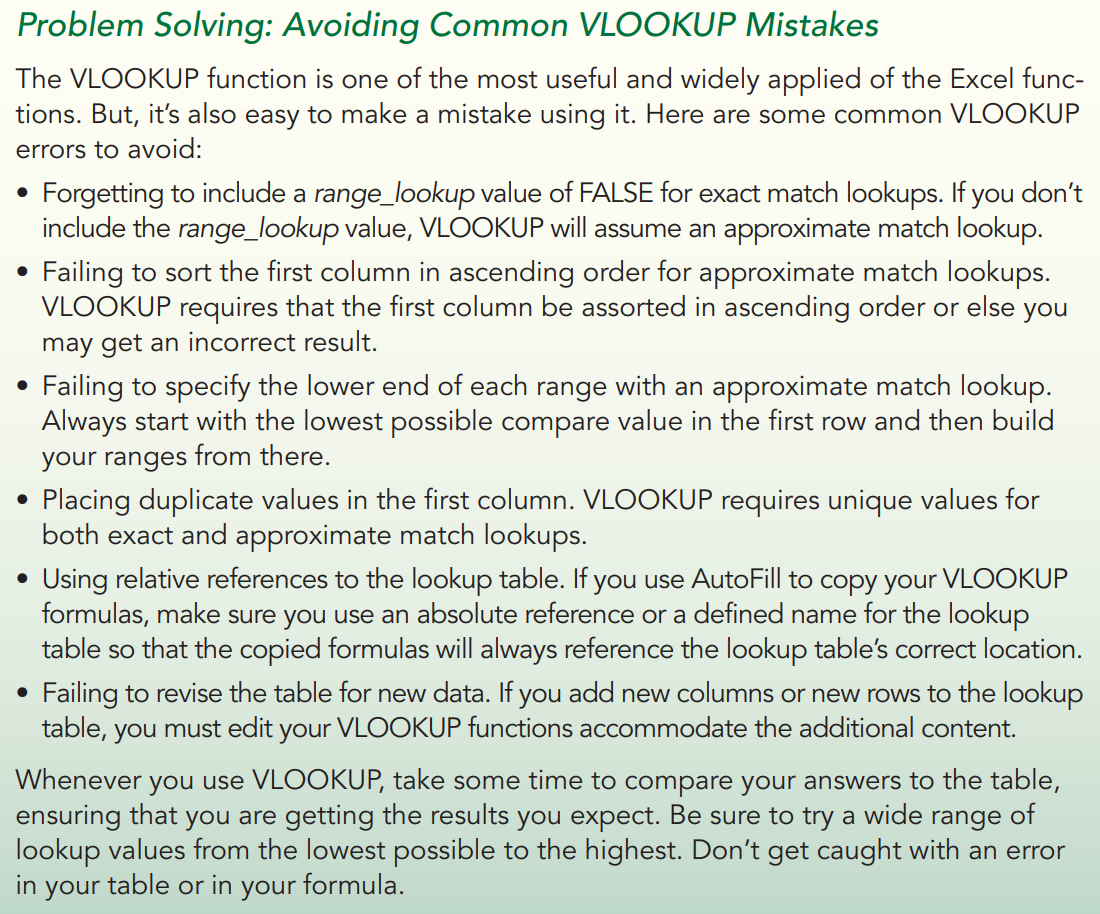 Problem Solving: Avoiding Common VLOOKUP Mistakes
The VLOOKUP function is one of the most useful and widely applied of the Excel func-
tions. But, it’s also easy to make a mistake using it. Here are some common VLOOKUP
errors to avoid:
• Forgetting to include a range_lookup value of FALSE for exact match lookups. If you don’t
include the range_lookup value, VLOOKUP will assume an approximate match lookup.
• Failing to sort the first column in ascending order for approximate match lookups.
VLOOKUP requires that the first column be assorted in ascending order or else you
may get an incorrect result.
• Failing to specify the lower end of each range with an approximate match lookup.
Always start with the lowest possible compare value in the first row and then build
your ranges from there.
• Placing duplicate values in the first column. VLOOKUP requires unique values for
both exact and approximate match lookups.
• Using relative references to the lookup table. If you use AutoFill to copy your VLOOKUP
formulas, make sure you use an absolute reference or a defined name for the lookup
table so that the copied formulas will always reference the lookup table’s correct location.
• Failing to revise the table for new data. If you add new columns or new rows to the lookup
table, you must edit your VLOOKUP functions accommodate the additional content.
Whenever you use VLOOKUP, take some time to compare your answers to the table,
ensuring that you are getting the results you expect. Be sure to try a wide range of
lookup values from the lowest possible to the highest. Don’t get caught with an error
in your table or in your formula.